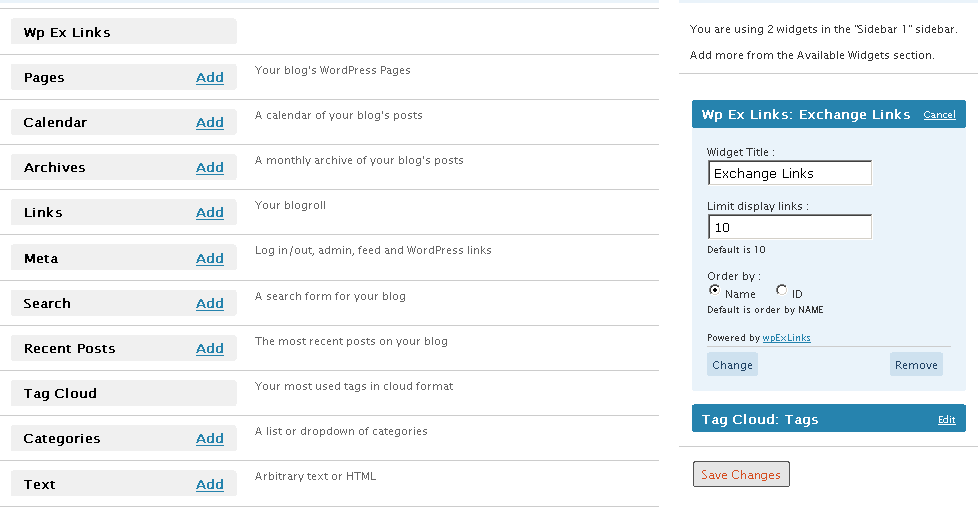 Wp Ex Links
Pages Add Your blog's WordPress Pages
Calendar Add A calendar of your blog's posts
Archives Add A monthly archive of your blog's posts
Links Add Your blogroll
Meta Add Log in/out, admin, feed and WordPress links
Search Add A search form for your blog
Recent Posts Add The most recent posts on your blog
Tag Cloud Your most used tags in cloud format
Categories Add A list or dropdown of categories
Text Add Arbitrary text or HTML
You are using 2 widgets in the "Sidebar 1" sidebar.
Add more from the Available Widgets section.
Wp Ex Links: Exchange Links Cancel
Widget Title :
Exchange Links
Limit display links :
10
Default is 10
Order by :
Name ID
Default is order by NAME
Powered by wpExLinks
Change Remove
Tag Cloud: Tags Edit
Save Changes